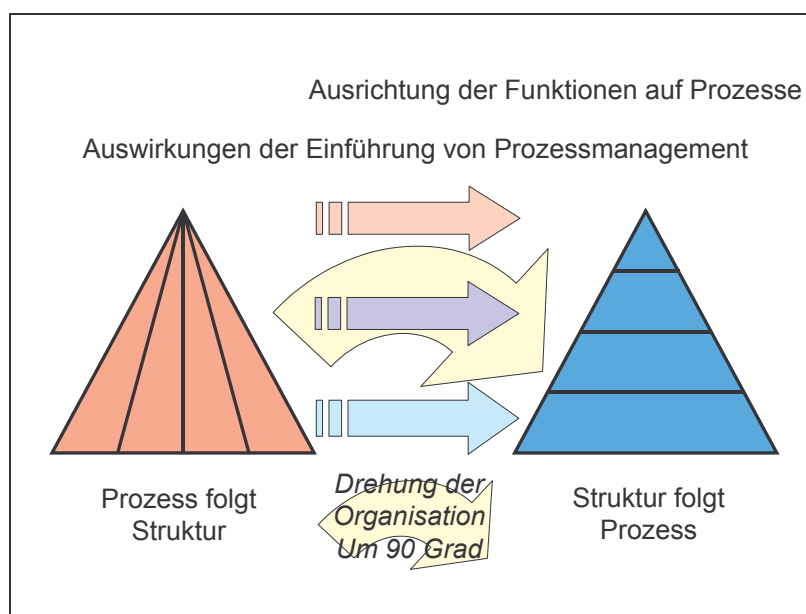 Ausrichtung der Funktionen auf Prozesse
Auswirkungen der Einführung von Prozessmanagement
Prozess folgt
Struktur
Drehung der
Organisation
Um 90 Grad
Struktur folgt
Prozess